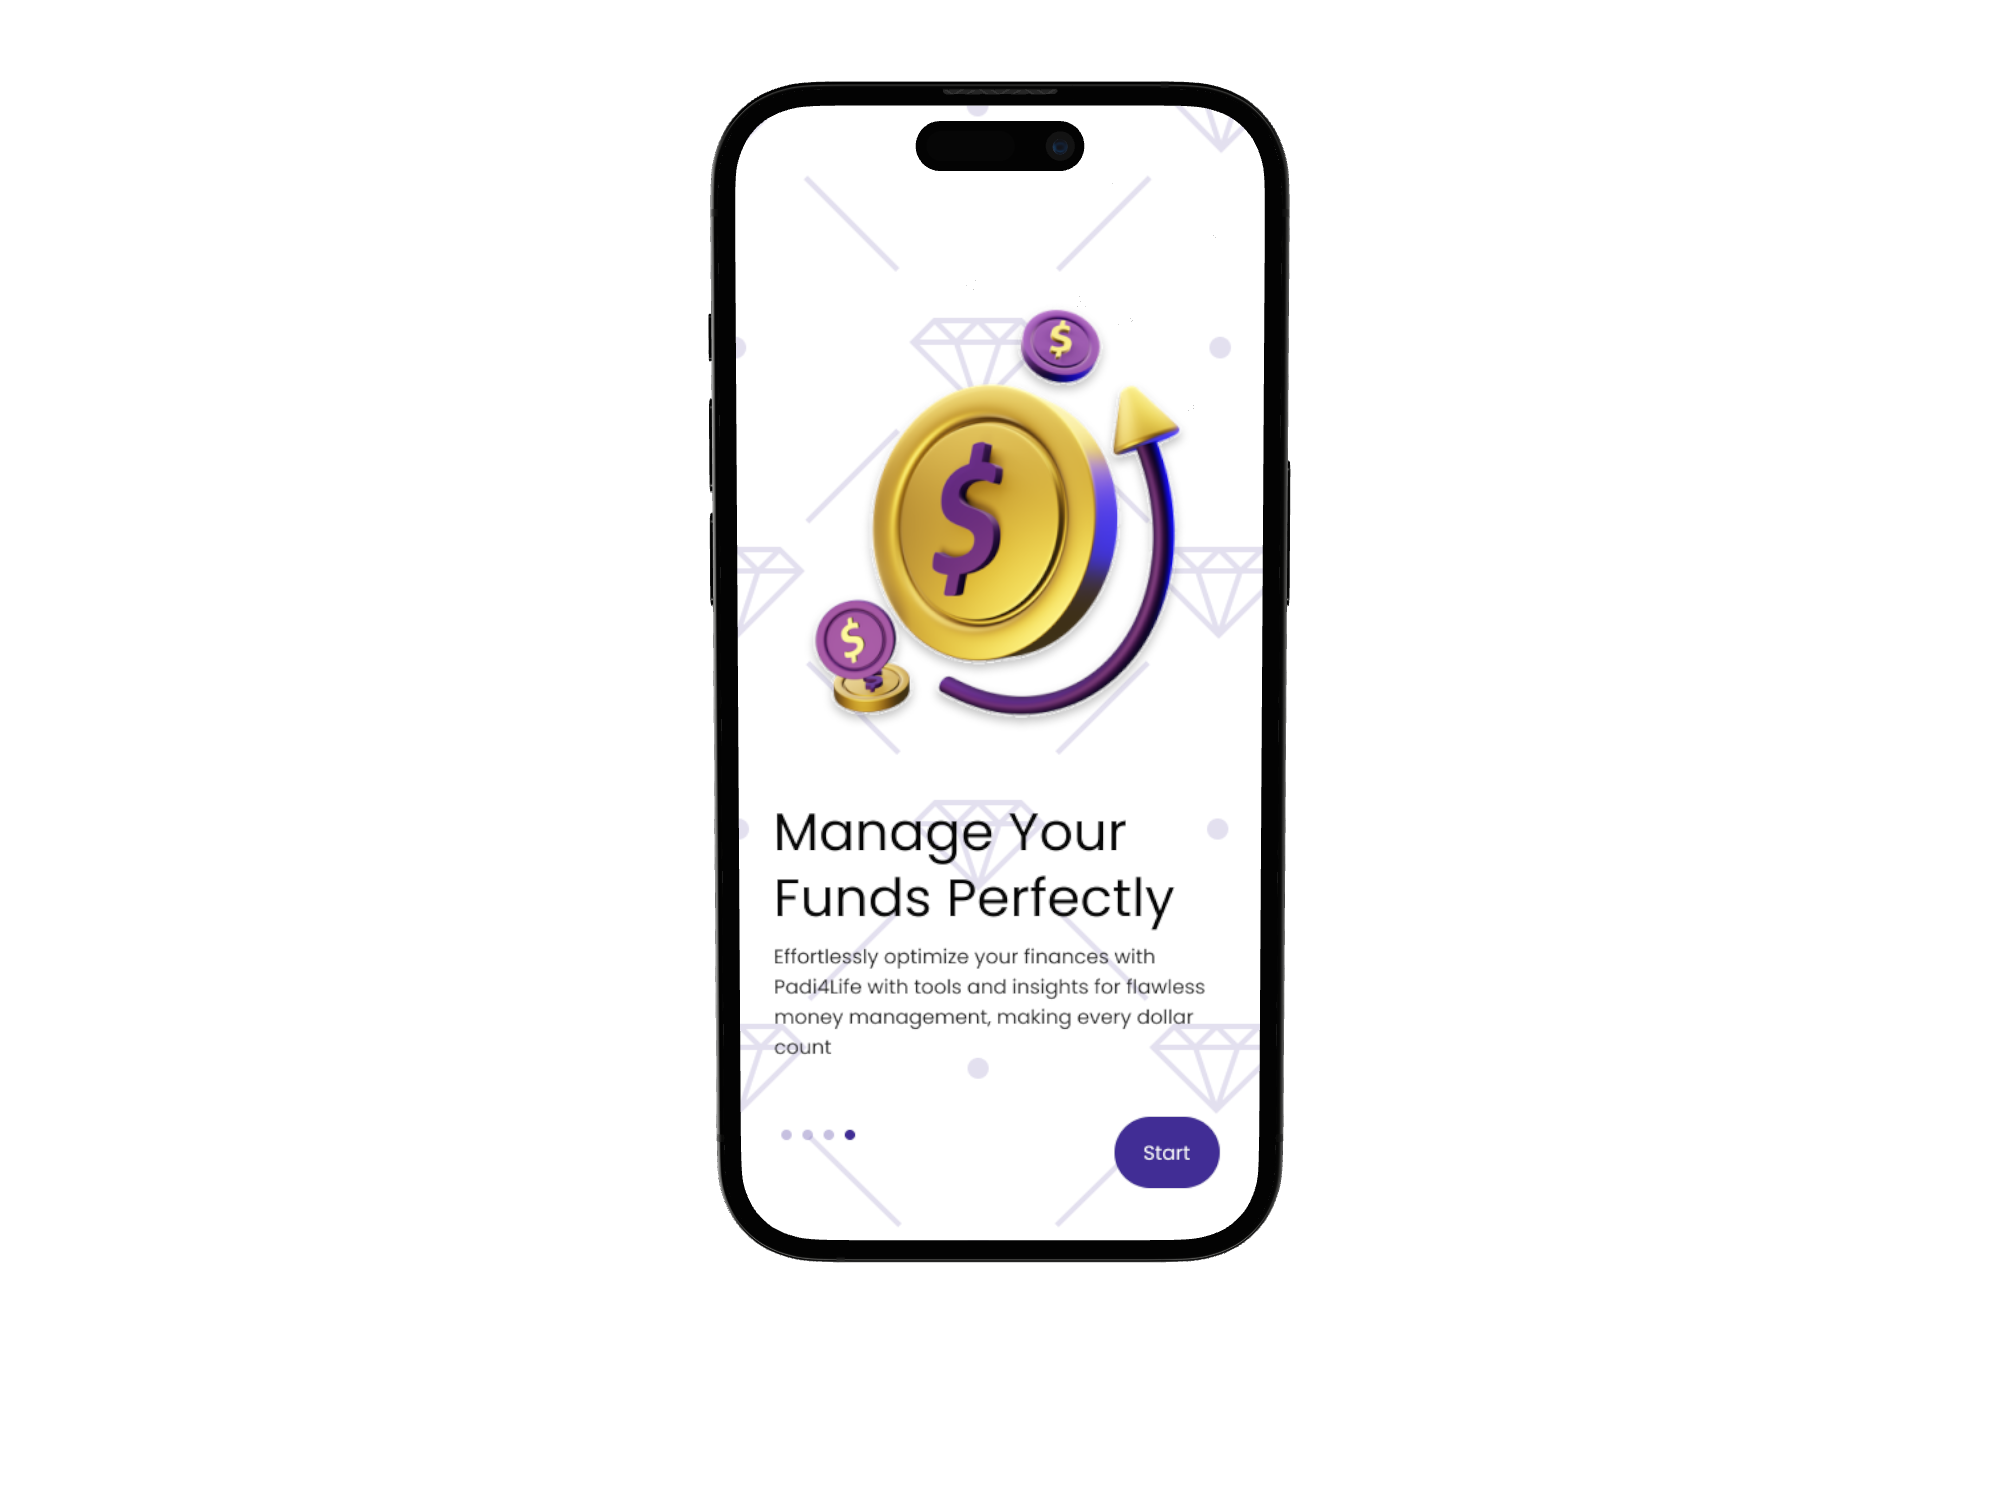 $
$
$
$
Manage Your
Funds Perfectly
Effortlessly optimize your finances with
Padi4Life with tools and insights for flawless
money management, making every dollar
count
Start